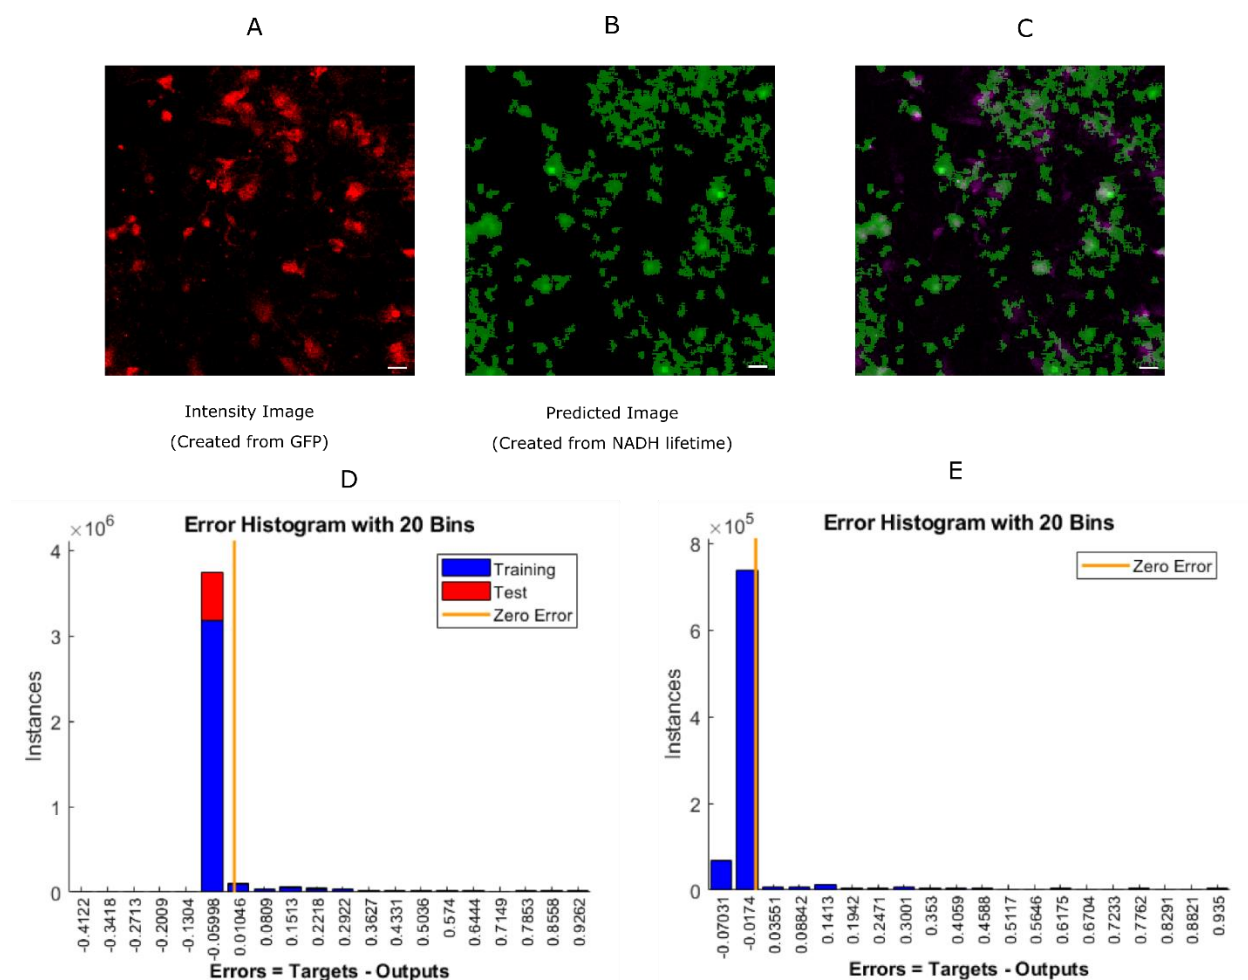 A
B
C
Intensity Image
(Created from GFP)
Predicted Image
(Created from NADH lifetime)
D
E
Error Histogram with 20 Bins
×10⁶
4
3
2
1
0
Instances
Training
Test
Zero Error
-0.4122
-0.3418
-0.2713
-0.2009
-0.1304
-0.05998
0.01046
0.0809
0.1513
0.2218
0.2922
0.3627
0.4331
0.5036
0.574
0.6444
0.7149
0.7853
0.8558
0.9262
Errors = Targets - Outputs
Error Histogram with 20 Bins
×10⁵
8
6
4
2
0
Instances
Zero Error
-0.07031
-0.0174
0.03551
0.08842
0.1413
0.1942
0.2471
0.3001
0.353
0.4059
0.4588
0.5117
0.5646
0.6175
0.6704
0.7233
0.7762
0.8291
0.8821
0.935
Errors = Targets - Outputs